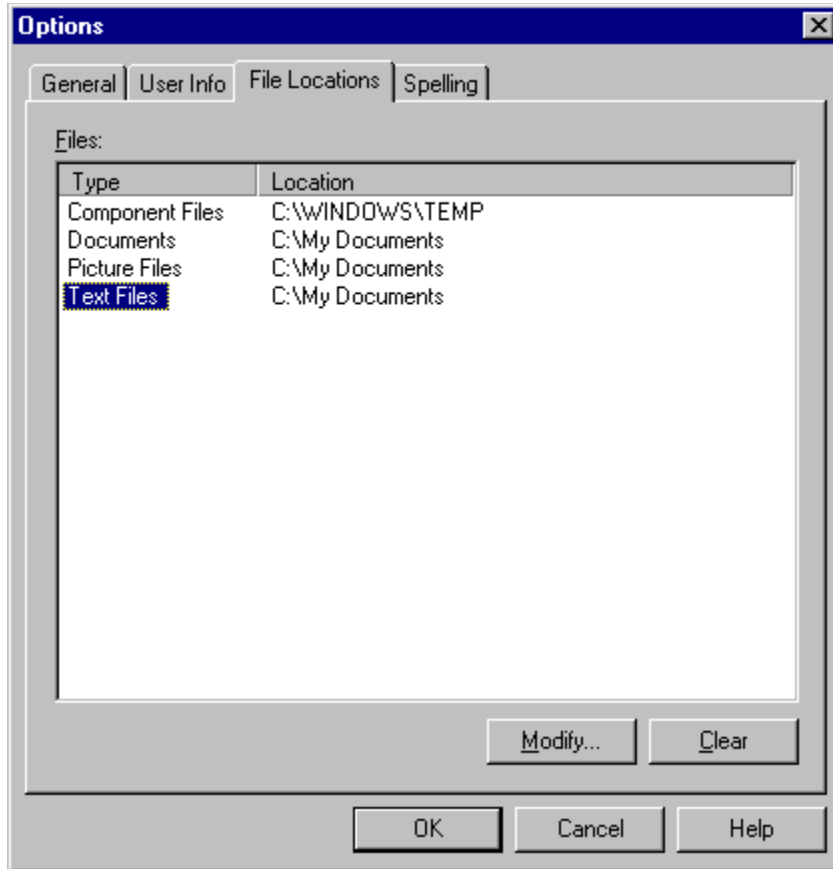 Options
General User Info File Locations Spelling
Files:
Type Location
Component Files C:\WINDOWS\TEMP
Documents C:\My Documents
Picture Files C:\My Documents
Text Files C:\My Documents
Modify... Clear
OK Cancel Help